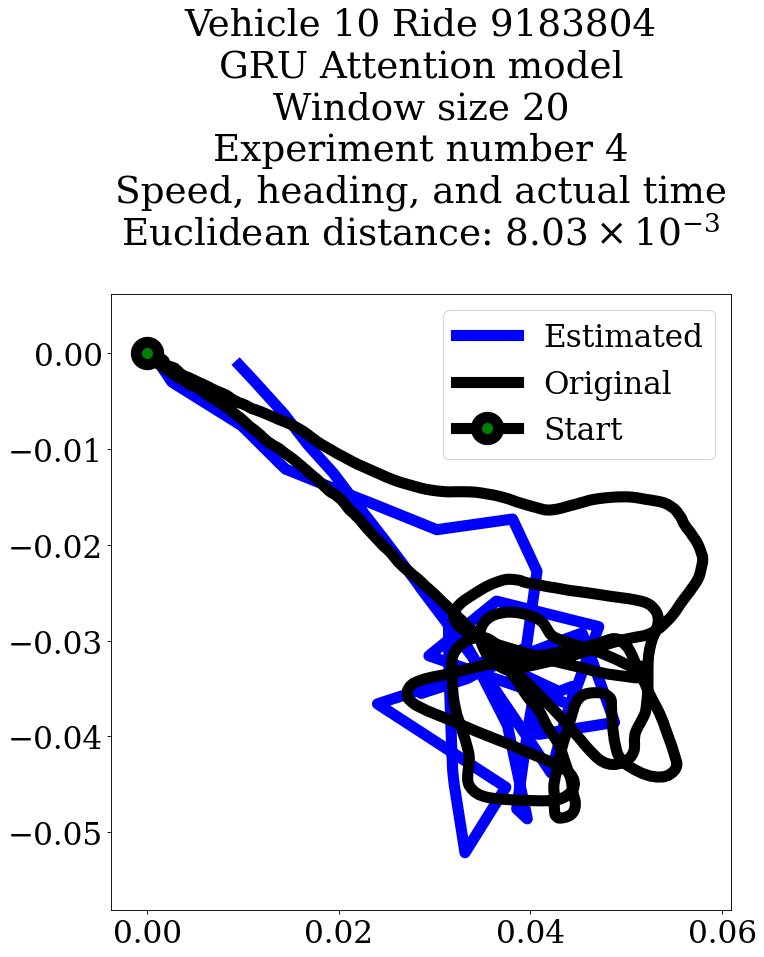 Vehicle 10 Ride 9183804
GRU Attention model
Window size 20
Experiment number 4
Speed, heading, and actual time
Euclidean distance: 8.03 × 10⁻³
Estimated
Original
Start
0.00
−0.01
−0.02
−0.03
−0.04
−0.05
0.00 0.02 0.04 0.06